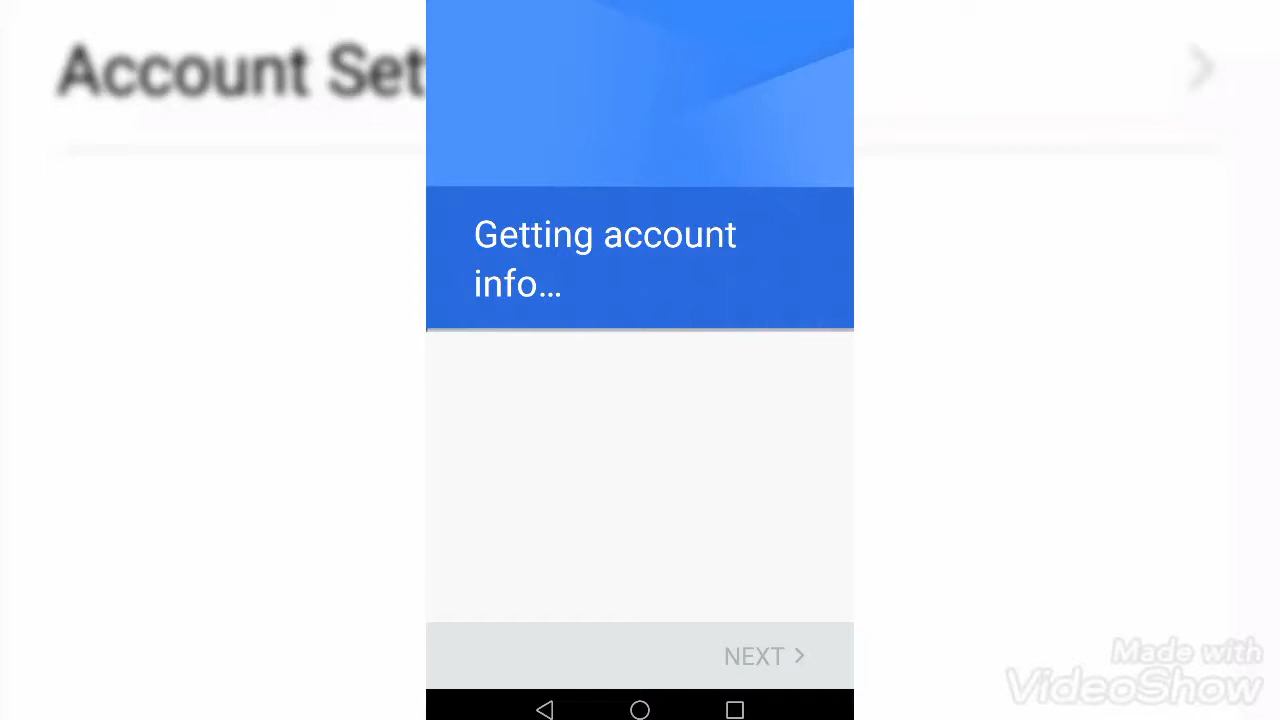 Account Set
Getting account
info...
NEXT
Made with
VideoShow